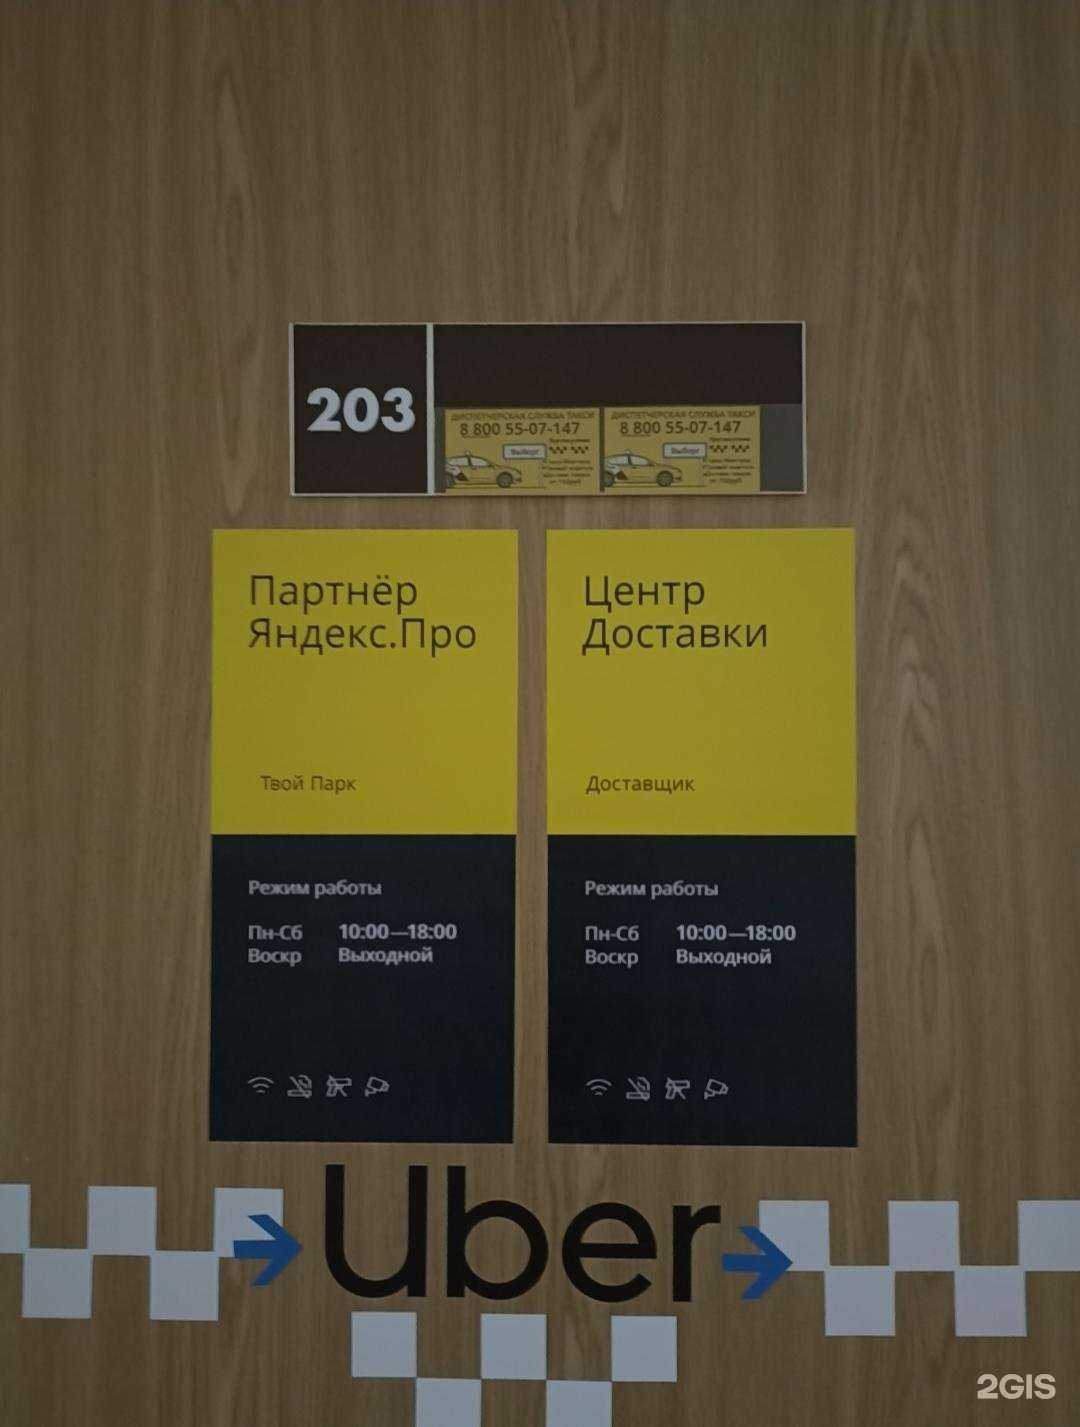 203
ДИСПЕТЧЕРСКАЯ СЛУЖБА ТАКСИ
8 800 55-07-147
Выборг
ДИСПЕТЧЕРСКАЯ СЛУЖБА ТАКСИ
8 800 55-07-147
Выборг
Партнёр
Яндекс.Про
Твой Парк
Режим работы
Пн-Сб 10:00—18:00
Воскр Выходной
Центр
Доставки
Доставщик
Режим работы
Пн-Сб 10:00—18:00
Воскр Выходной
Uber
2GIS